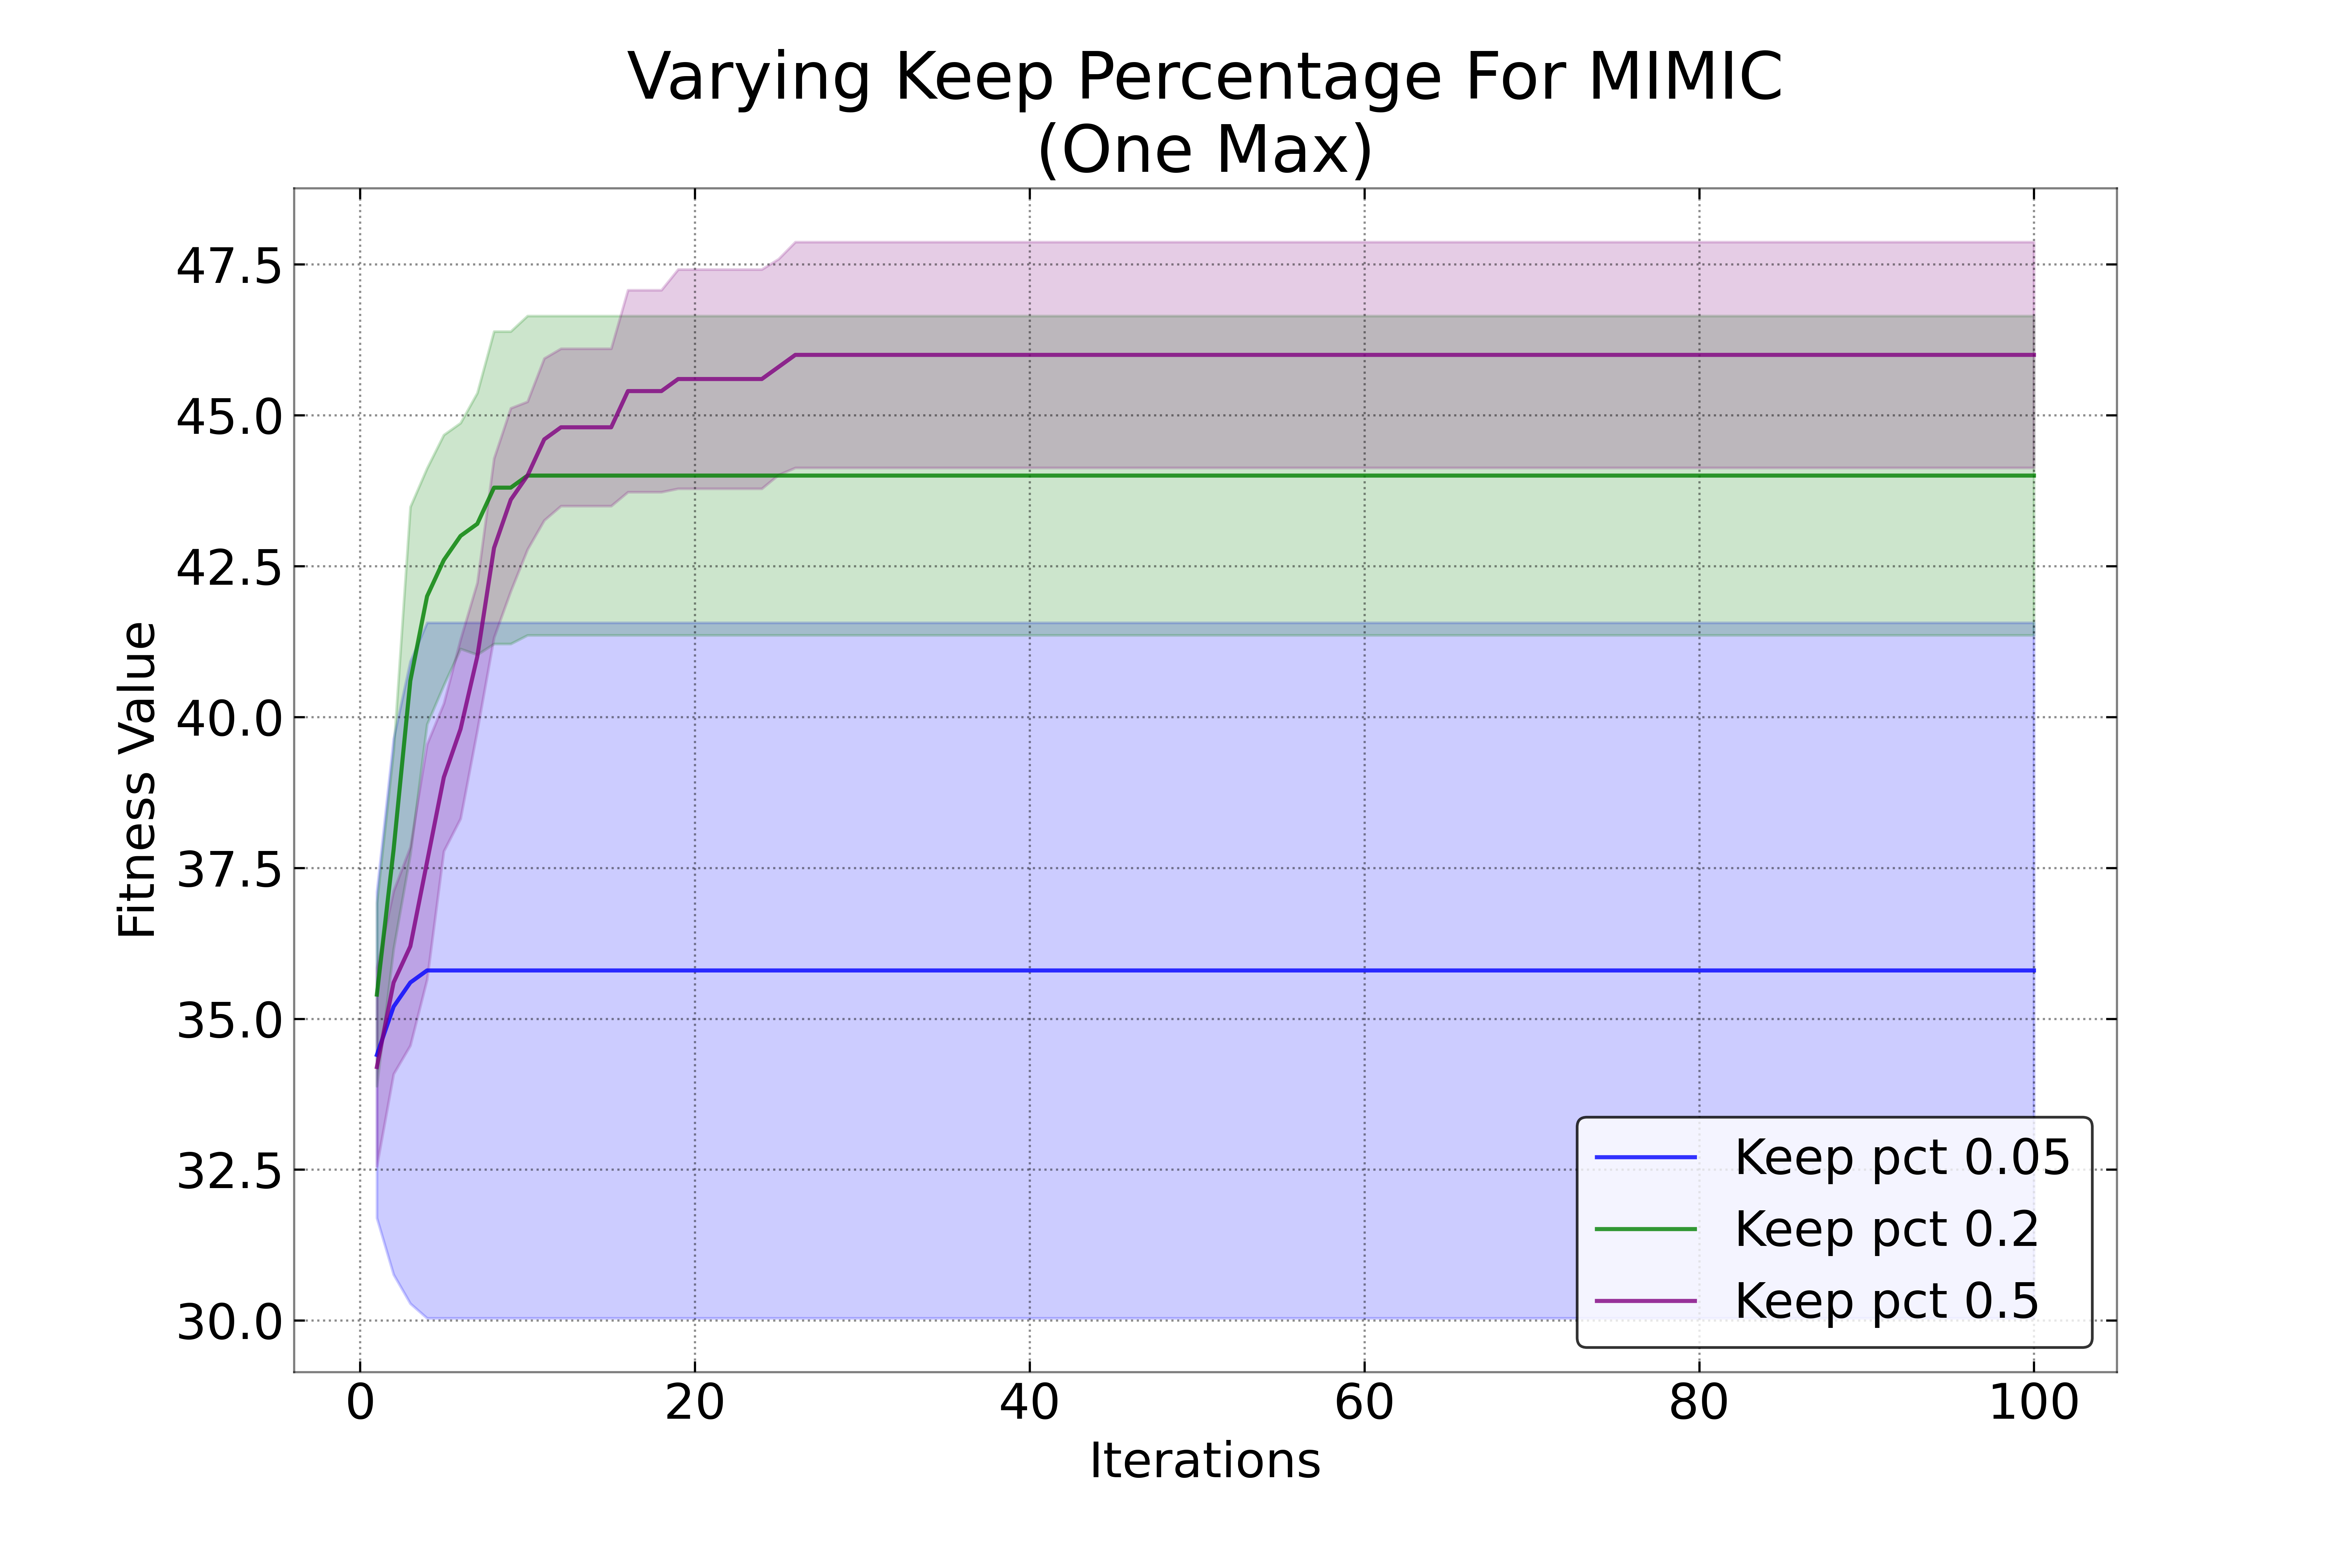 Varying Keep Percentage For MIMIC
(One Max)
47.5
45.0
42.5
40.0
37.5
35.0
32.5
30.0
Fitness Value
0 20 40 60 80 100
Iterations
Keep pct 0.05
Keep pct 0.2
Keep pct 0.5